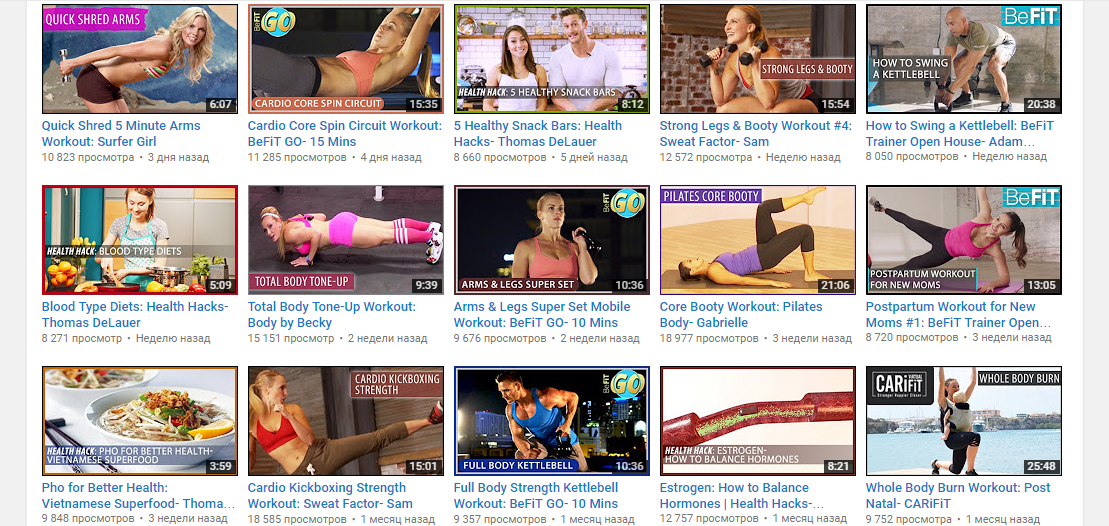 QUICK SHRED ARMS
6:07
BeFiT GO
CARDIO CORE SPIN CIRCUIT
15:35
HEALTH HACK: 5 HEALTHY SNACK BARS
8:12
STRONG LEGS & BOOTY
15:54
BeFiT
HOW TO SWING
A KETTLEBELL
20:38
Quick Shred 5 Minute Arms
Workout: Surfer Girl
10 823 просмотра • 3 дня назад
Cardio Core Spin Circuit Workout:
BeFiT GO- 15 Mins
11 285 просмотров • 4 дня назад
5 Healthy Snack Bars: Health
Hacks- Thomas DeLauer
8 660 просмотров • 5 дней назад
Strong Legs & Booty Workout #4:
Sweat Factor- Sam
12 572 просмотра • Неделю назад
How to Swing a Kettlebell: BeFiT
Trainer Open House- Adam…
8 050 просмотров • Неделю назад
HEALTH HACK: BLOOD TYPE DIETS
5:09
TOTAL BODY TONE-UP
9:39
BeFiT GO
ARMS & LEGS SUPER SET
10:36
PILATES CORE BOOTY
21:06
BeFiT
POSTPARTUM WORKOUT
FOR NEW MOMS
13:05
Blood Type Diets: Health Hacks-
Thomas DeLauer
8 271 просмотр • Неделю назад
Total Body Tone-Up Workout:
Body by Becky
15 151 просмотр • 2 недели назад
Arms & Legs Super Set Mobile
Workout: BeFiT GO- 10 Mins
9 676 просмотров • 2 недели назад
Core Booty Workout: Pilates
Body- Gabrielle
18 977 просмотров • 3 недели назад
Postpartum Workout for New
Moms #1: BeFiT Trainer Open…
8 720 просмотров • 3 недели назад
HEALTH HACK: PHO FOR BETTER HEALTH-
VIETNAMESE SUPERFOOD
3:59
CARDIO KICKBOXING
STRENGTH
15:01
BeFiT GO
FULL BODY KETTLEBELL
10:36
HEALTH HACK: ESTROGEN-
HOW TO BALANCE HORMONES
8:21
VIRTUAL
CARiFiT
Stronger Happier Closer
WHOLE BODY BURN
25:48
Pho for Better Health:
Vietnamese Superfood- Thoma…
9 848 просмотров • 3 недели назад
Cardio Kickboxing Strength
Workout: Sweat Factor- Sam
18 585 просмотров • 1 месяц назад
Full Body Strength Kettlebell
Workout: BeFiT GO- 10 Mins
9 357 просмотров • 1 месяц назад
Estrogen: How to Balance
Hormones | Health Hacks-…
12 757 просмотров • 1 месяц назад
Whole Body Burn Workout: Post
Natal- CARiFiT
9 752 просмотра • 1 месяц назад